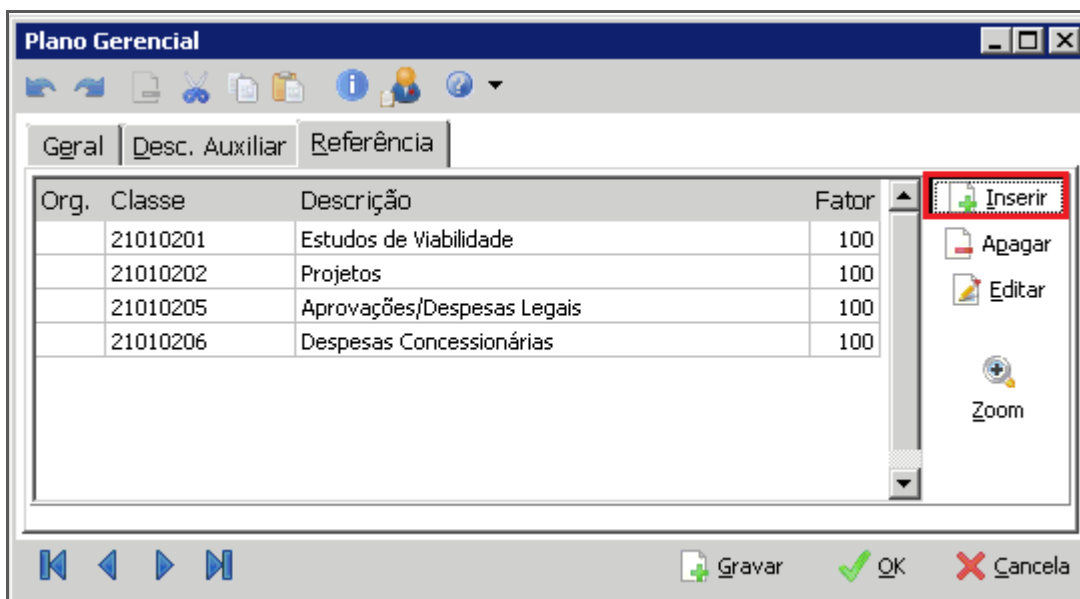 Plano Gerencial
Geral Desc. Auxiliar Referência
Org. Classe Descrição Fator
21010201 Estudos de Viabilidade 100
21010202 Projetos 100
21010205 Aprovações/Despesas Legais 100
21010206 Despesas Concessionárias 100
Inserir
Apagar
Editar
Zoom
Gravar OK Cancela